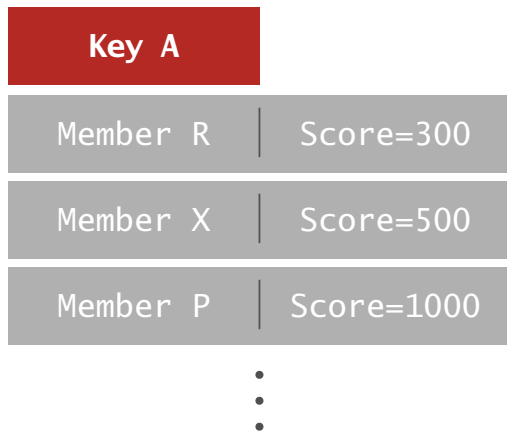 Key A
Member R Score=300
Member X Score=500
Member P Score=1000